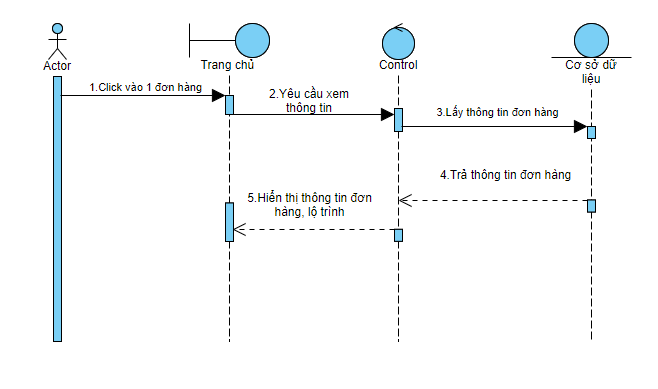 Actor
Trang chủ
Control
Cơ sở dữ
liệu
1.Click vào 1 đơn hàng
2.Yêu cầu xem
thông tin
3.Lấy thông tin đơn hàng
4.Trả thông tin đơn hàng
5.Hiển thị thông tin đơn
hàng, lộ trình